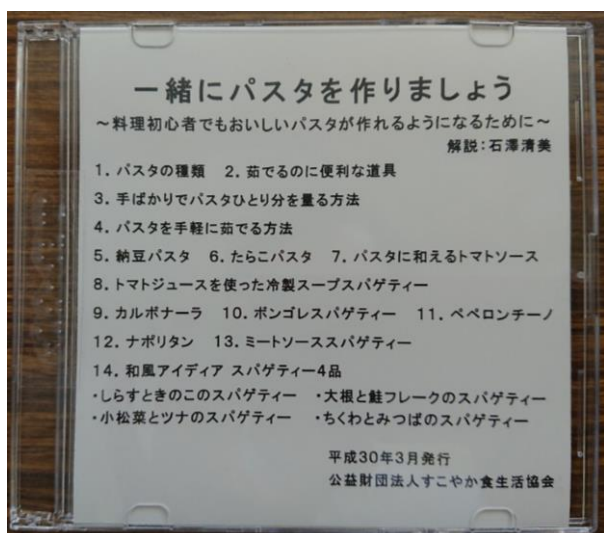 一緒にパスタを作りましょう
～料理初心者でもおいしいパスタが作れるようになるために～
解説：石澤清美
1．パスタの種類　2．茹でるのに便利な道具
3．手ばかりでパスタひとり分を量る方法
4．パスタを手軽に茹でる方法
5．納豆パスタ　6．たらこパスタ　7．パスタに和えるトマトソース
8．トマトジュースを使った冷製スープスパゲティー
9．カルボナーラ　10．ボンゴレスパゲティー　11．ペペロンチーノ
12．ナポリタン　13．ミートソーススパゲティー
14．和風アイディア スパゲティー4品
・しらすときのこのスパゲティー　・大根と鮭フレークのスパゲティー
・小松菜とツナのスパゲティー　・ちくわとみつばのスパゲティー
平成30年3月発行
公益財団法人すこやか食生活協会